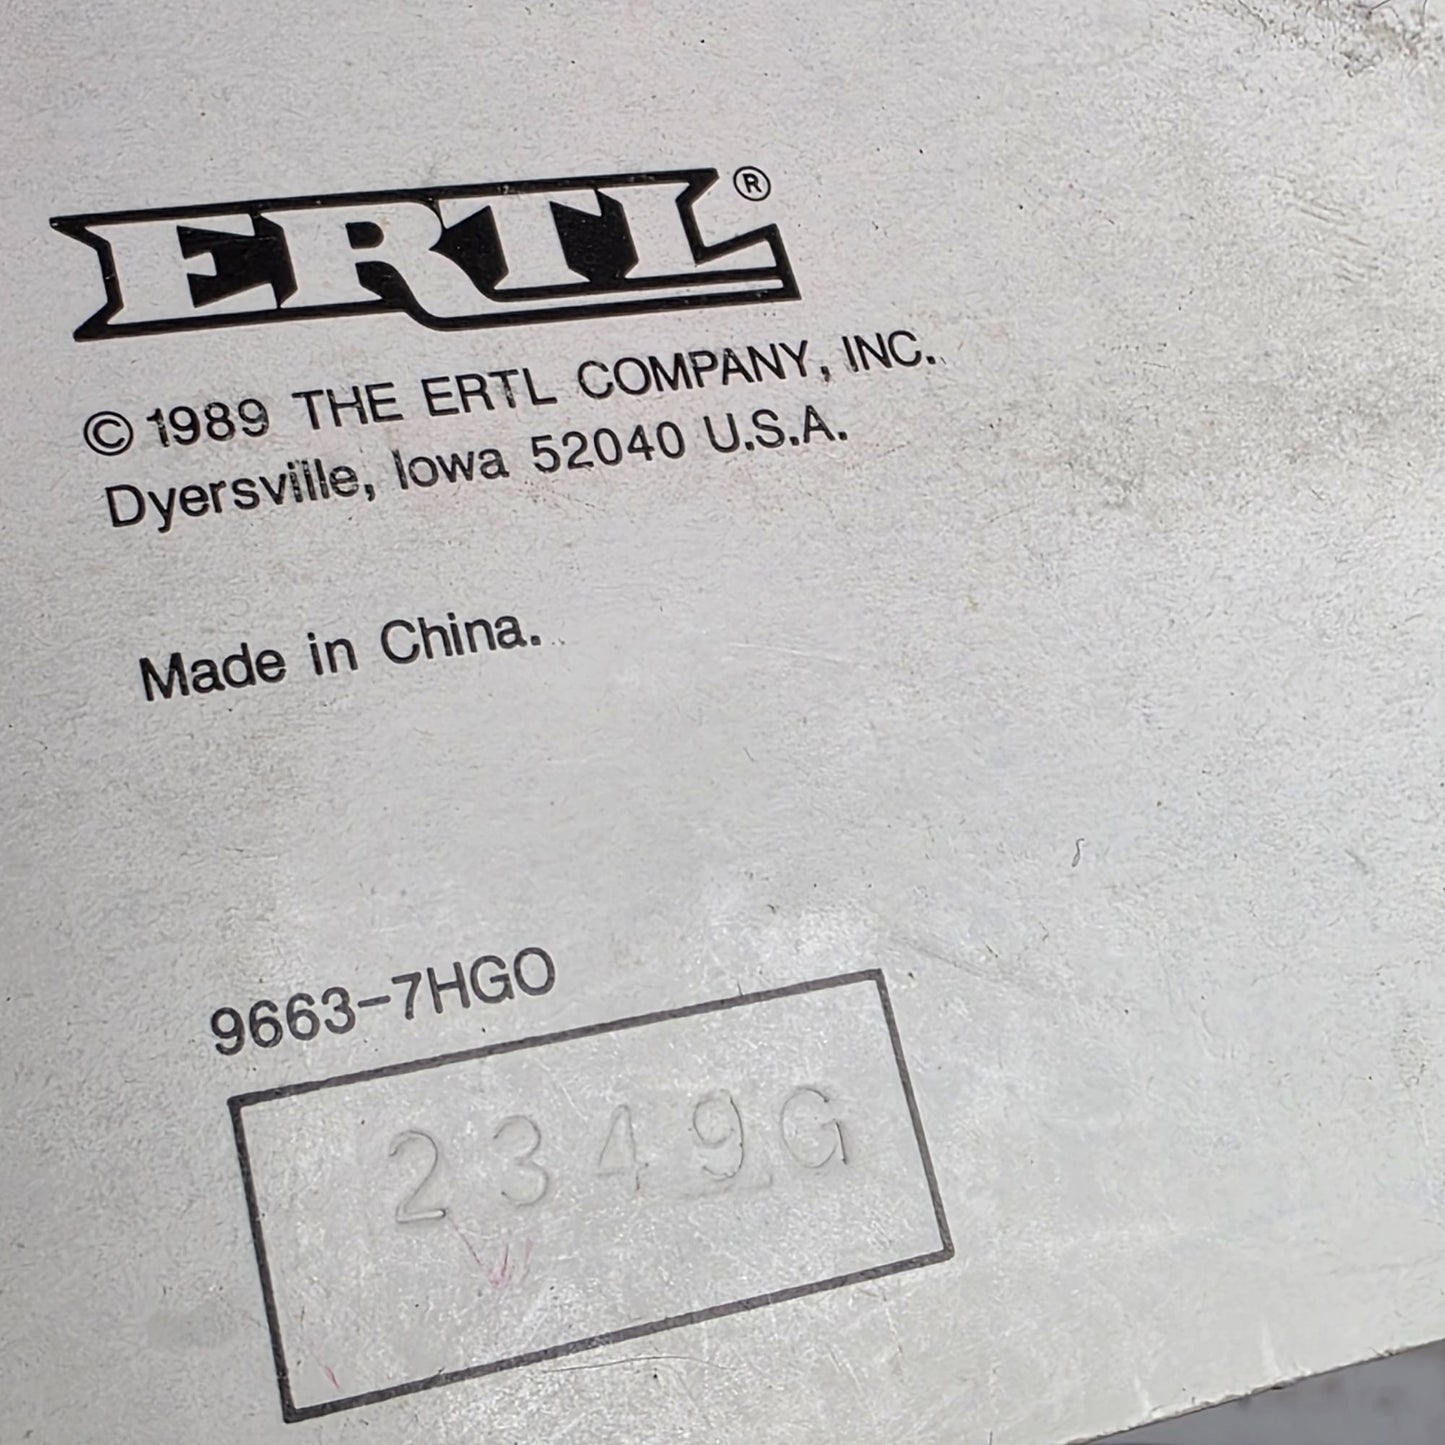 ERTL®
© 1989 THE ERTL COMPANY, INC.
Dyersville, Iowa 52040 U.S.A.
Made in China.
9663-7HGO
2349G